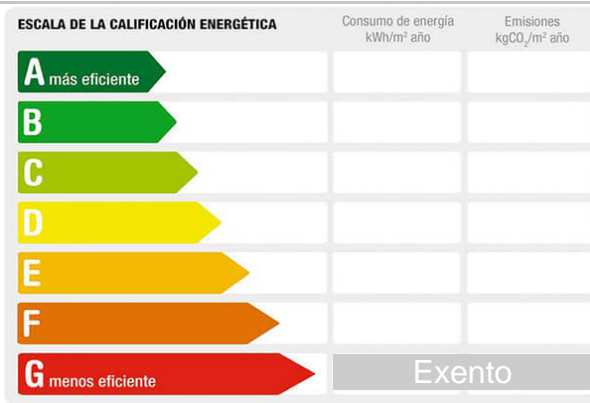 ESCALA DE LA CALIFICACIÓN ENERGÉTICA
Consumo de energía
kWh/m² año
Emisiones
kgCO₂/m² año
A más eficiente
B
C
D
E
F
G menos eficiente
Exento